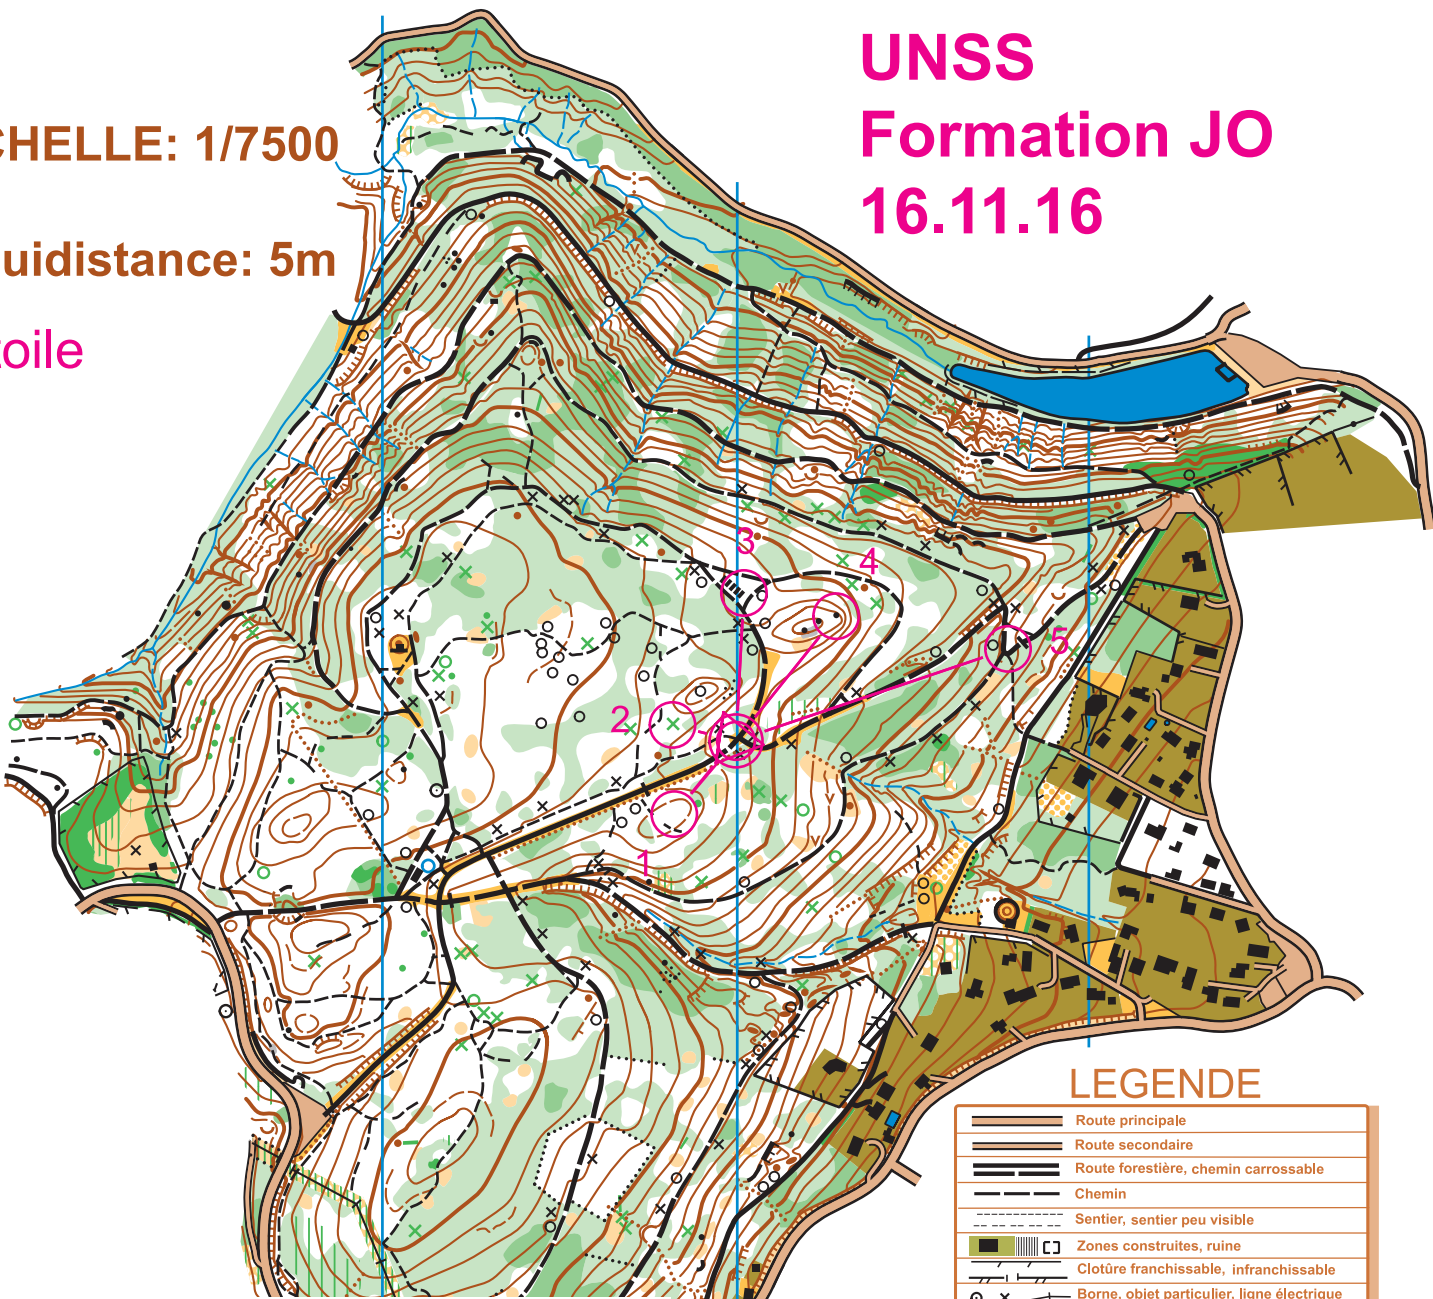 UNSS
Formation JO
16.11.16
CHELLE: 1/7500
uidistance: 5m
toile
3
4
5
2
1
LEGENDE
Route principale
Route secondaire
Route forestière, chemin carrossable
Chemin
Sentier, sentier peu visible
Zones construites, ruine
Clotûre franchissable, infranchissable
Borne, objet particulier, ligne électrique